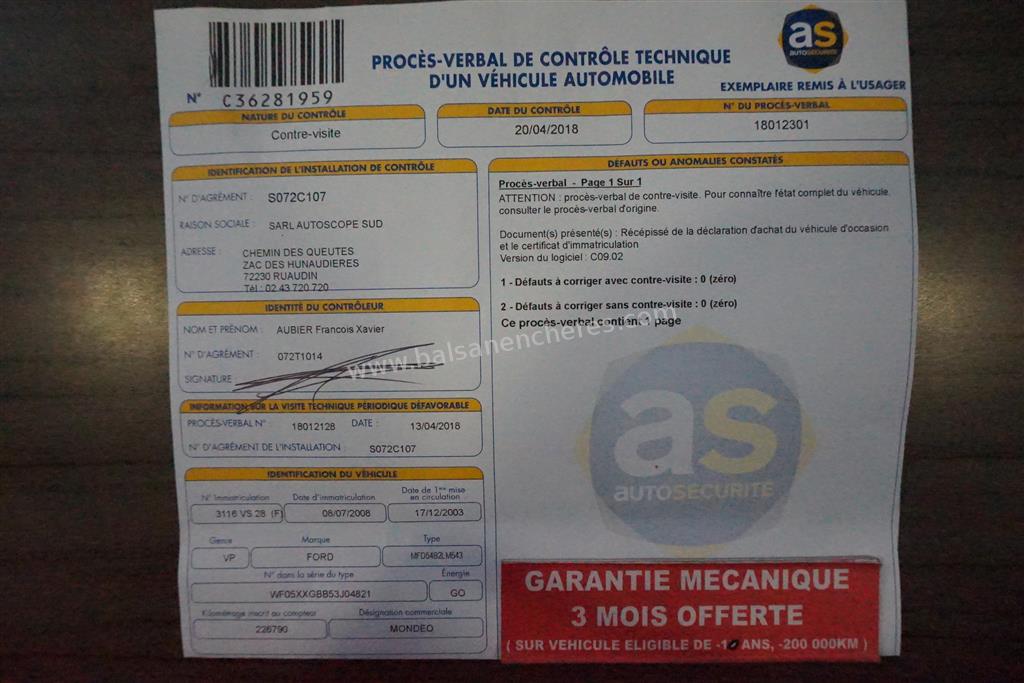 N° C36281959
PROCÈS-VERBAL DE CONTRÔLE TECHNIQUE
D'UN VÉHICULE AUTOMOBILE
as
AUTOSECURITE
EXEMPLAIRE REMIS À L'USAGER
NATURE DU CONTRÔLE
Contre-visite
DATE DU CONTRÔLE
20/04/2018
N° DU PROCÈS-VERBAL
18012301
IDENTIFICATION DE L'INSTALLATION DE CONTRÔLE
N° D'AGRÉMENT : S072C107
RAISON SOCIALE : SARL AUTOSCOPE SUD
ADRESSE : CHEMIN DES QUEUTES
ZAC DES HUNAUDIERES
72230 RUAUDIN
Tél : 02 43 720 720
IDENTITÉ DU CONTRÔLEUR
NOM ET PRÉNOM : AUBIER Francois Xavier
N° D'AGRÉMENT : 072T1014
SIGNATURE
INFORMATION SUR LA VISITE TECHNIQUE PÉRIODIQUE DÉFAVORABLE
PROCÈS-VERBAL N° 18012128 DATE : 13/04/2018
N° D'AGRÉMENT DE L'INSTALLATION : S072C107
IDENTIFICATION DU VÉHICULE
N° Immatriculation Date d'immatriculation Date de 1ère mise
en circulation
3116 VS 28 (F) 08/07/2008 17/12/2003
Genre Marque Type
VP FORD MFD5482LM543
N° dans la série du type Énergie
WF05XXGBB53J04821 GO
Kilométrage inscrit au compteur Désignation commerciale
226790 MONDEO
DÉFAUTS OU ANOMALIES CONSTATÉS
Procès-verbal - Page 1 Sur 1
ATTENTION : procès-verbal de contre-visite. Pour connaître l'état complet du véhicule,
consulter le procès-verbal d'origine.
Document(s) présenté(s) : Récépissé de la déclaration d'achat du véhicule d'occasion
et le certificat d'immatriculation
Version du logiciel : C09.02
1 - Défauts à corriger avec contre-visite : 0 (zéro)
2 - Défauts à corriger sans contre-visite : 0 (zéro)
Ce procès-verbal contient 1 page
www.balsanencheres.com
as
AUTOSECURITE
GARANTIE MECANIQUE
3 MOIS OFFERTE
( SUR VEHICULE ELIGIBLE DE -10 ANS, -200 000KM )